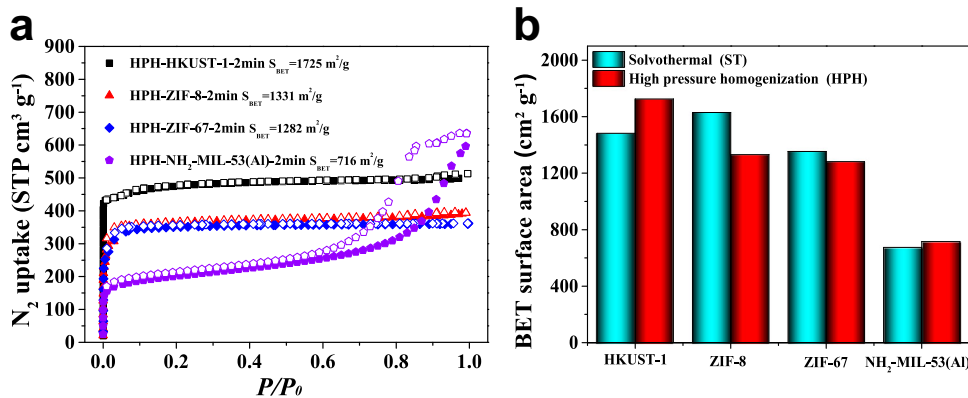 a
900
800
700
600
500
400
300
200
100
0
N₂ uptake (STP cm³ g⁻¹)
HPH-HKUST-1-2min S_BET=1725 m²/g
HPH-ZIF-8-2min S_BET=1331 m²/g
HPH-ZIF-67-2min S_BET=1282 m²/g
HPH-NH₂-MIL-53(Al)-2min S_BET=716 m²/g
0.0 0.2 0.4 0.6 0.8 1.0
P/P₀
b
2000
1600
1200
800
400
0
BET surface area (cm² g⁻¹)
Solvothermal (ST)
High pressure homogenization (HPH)
HKUST-1 ZIF-8 ZIF-67 NH₂-MIL-53(Al)